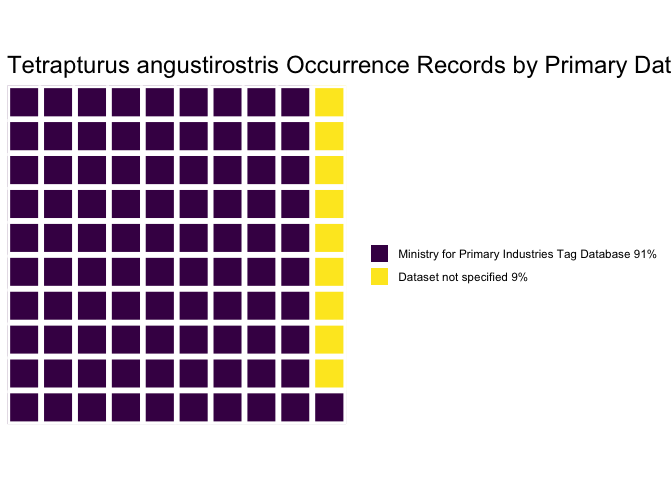 Tetrapturus angustirostris Occurrence Records by Primary Dat
Ministry for Primary Industries Tag Database 91%
Dataset not specified 9%